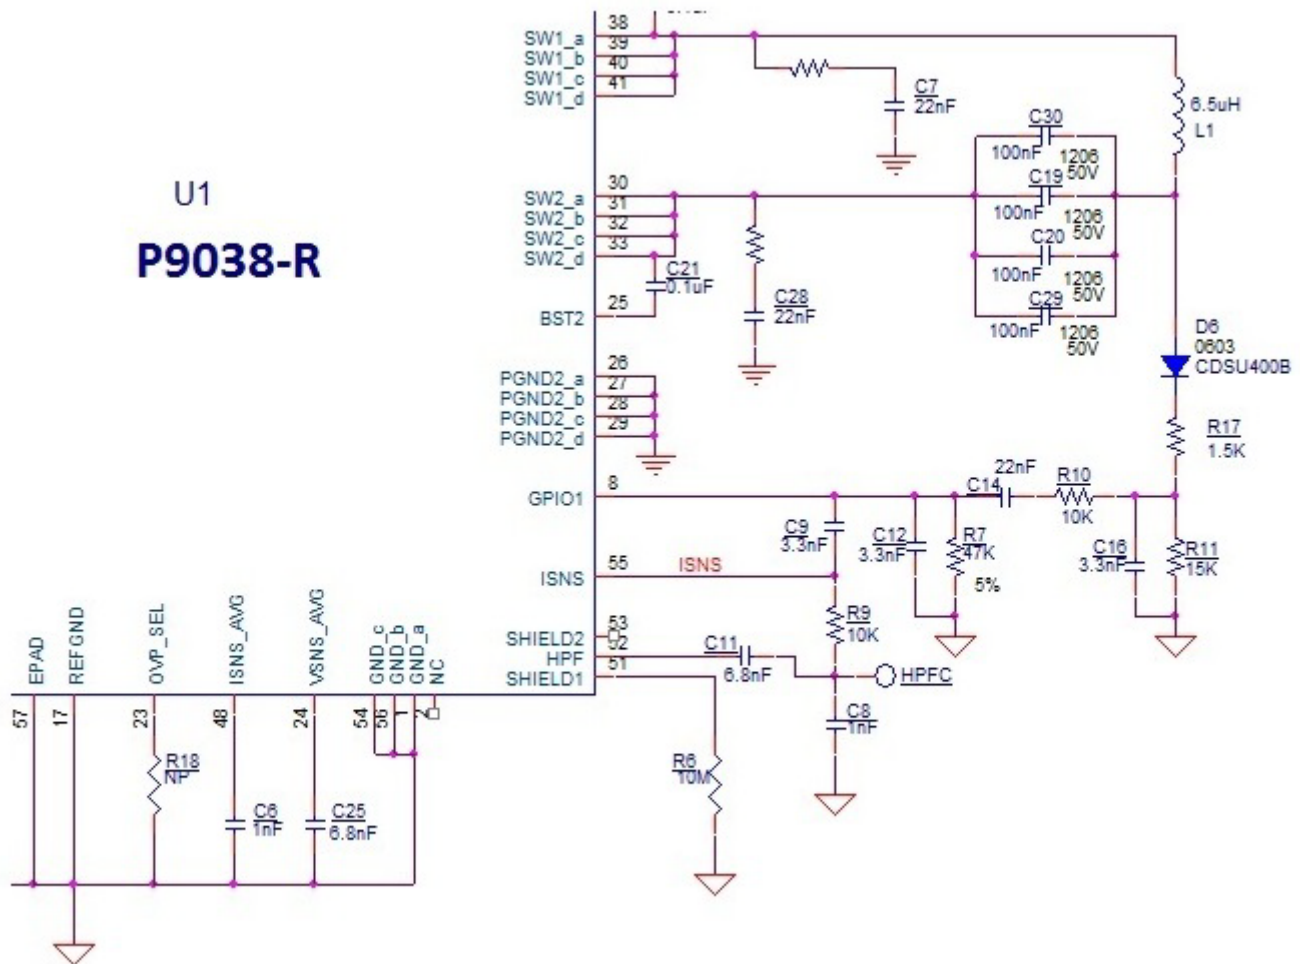 38
SW1_a 39
SW1_b 40
SW1_c 41
SW1_d
C7
22nF
6.5uH
L1
C30
100nF 1206
50V
U1
P9038-R
30
SW2_a 31
SW2_b 32
SW2_c 33
SW2_d
C19
100nF 1206
50V
C20
100nF 1206
50V
C29
100nF 1206
50V
C21
0.1uF
25
BST2
C28
22nF
D6
0603
CDSU400B
26
PGND2_a 27
PGND2_b 28
PGND2_c 29
PGND2_d
R17
1.5K
8
GPIO1
22nF
C14
R10
10K
C9
3.3nF
C12
3.3nF
R7
47K
5%
C16
3.3nF
R11
15K
55
ISNS
ISNS
R9
10K
53
SHIELD2 52
HPF 51
SHIELD1
C11
6.8nF
HPFC
C8
1nF
R6
10M
EPAD
REFGND
OVP_SEL
ISNS_AVG
VSNS_AVG
GND_c
GND_b
GND_a
NC
57
17
23
48
24
54
56
1
2
R18
NP
C6
1nF
C25
6.8nF